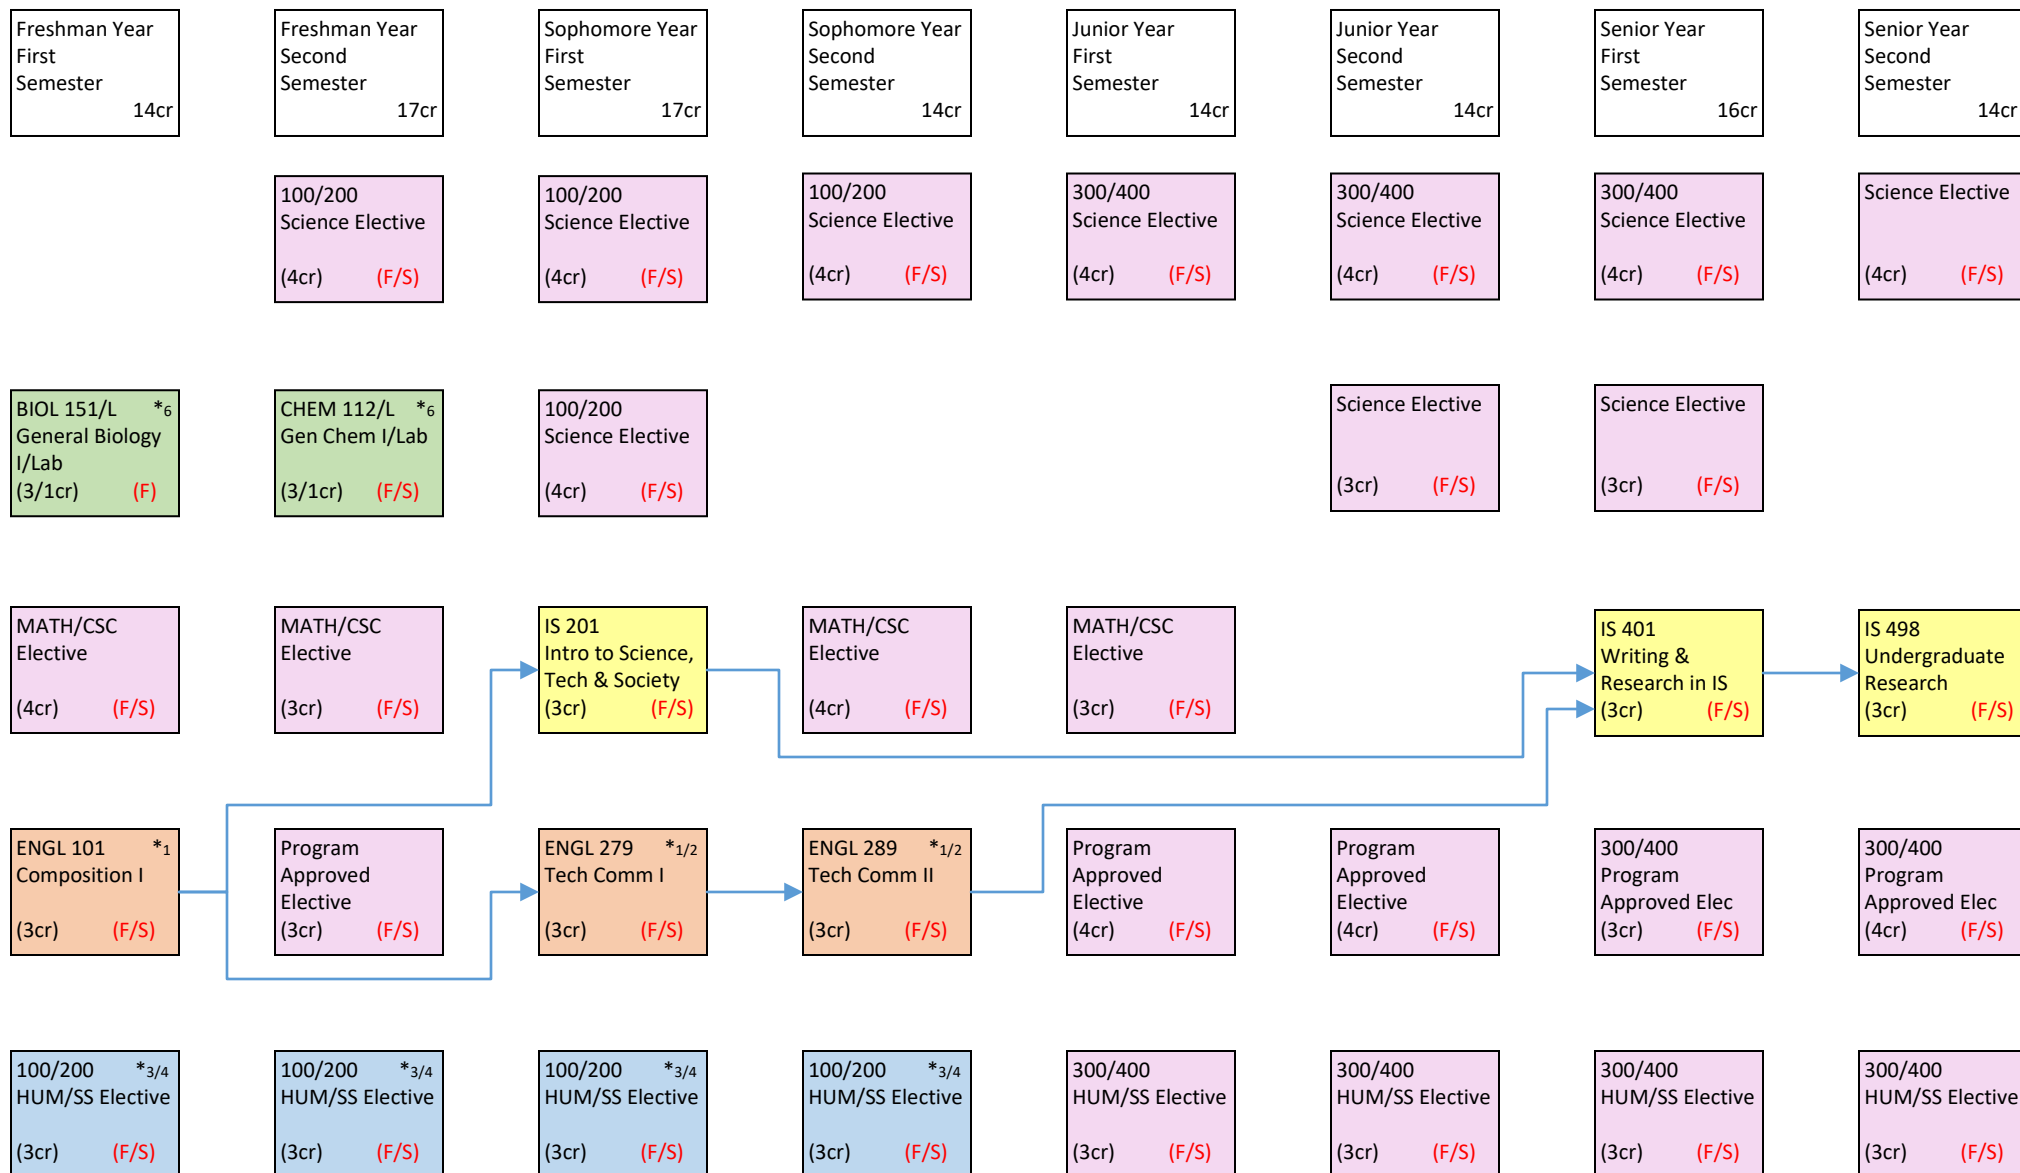 Freshman Year
First
Semester
14cr
Freshman Year
Second
Semester
17cr
Sophomore Year
First
Semester
17cr
Sophomore Year
Second
Semester
14cr
Junior Year
First
Semester
14cr
Junior Year
Second
Semester
14cr
Senior Year
First
Semester
16cr
Senior Year
Second
Semester
14cr
100/200
Science Elective
(4cr) (F/S)
100/200
Science Elective
(4cr) (F/S)
100/200
Science Elective
(4cr) (F/S)
300/400
Science Elective
(4cr) (F/S)
300/400
Science Elective
(4cr) (F/S)
300/400
Science Elective
(4cr) (F/S)
Science Elective
(4cr) (F/S)
BIOL 151/L *6
General Biology
I/Lab
(3/1cr) (F)
CHEM 112/L *6
Gen Chem I/Lab
(3/1cr) (F/S)
100/200
Science Elective
(4cr) (F/S)
Science Elective
(3cr) (F/S)
Science Elective
(3cr) (F/S)
MATH/CSC
Elective
(4cr) (F/S)
MATH/CSC
Elective
(3cr) (F/S)
IS 201
Intro to Science,
Tech & Society
(3cr) (F/S)
MATH/CSC
Elective
(4cr) (F/S)
MATH/CSC
Elective
(3cr) (F/S)
IS 401
Writing &
Research in IS
(3cr) (F/S)
IS 498
Undergraduate
Research
(3cr) (F/S)
ENGL 101 *1
Composition I
(3cr) (F/S)
Program
Approved
Elective
(3cr) (F/S)
ENGL 279 *1/2
Tech Comm I
(3cr) (F/S)
ENGL 289 *1/2
Tech Comm II
(3cr) (F/S)
Program
Approved
Elective
(4cr) (F/S)
Program
Approved
Elective
(4cr) (F/S)
300/400
Program
Approved Elec
(3cr) (F/S)
300/400
Program
Approved Elec
(4cr) (F/S)
100/200 *3/4
HUM/SS Elective
(3cr) (F/S)
100/200 *3/4
HUM/SS Elective
(3cr) (F/S)
100/200 *3/4
HUM/SS Elective
(3cr) (F/S)
100/200 *3/4
HUM/SS Elective
(3cr) (F/S)
300/400
HUM/SS Elective
(3cr) (F/S)
300/400
HUM/SS Elective
(3cr) (F/S)
300/400
HUM/SS Elective
(3cr) (F/S)
300/400
HUM/SS Elective
(3cr) (F/S)